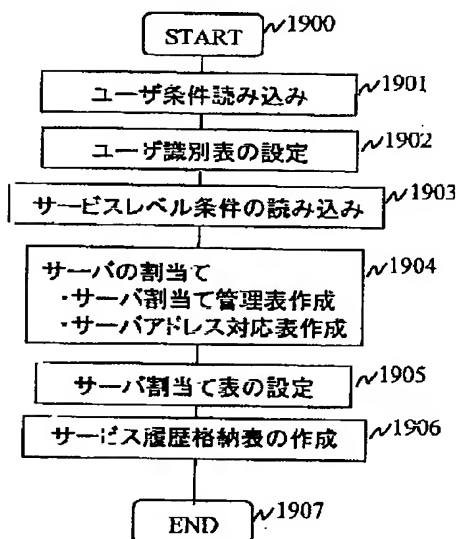 START 1900
ユーザ条件読み込み 1901
ユーザ識別表の設定 1902
サービスレベル条件の読み込み 1903
サーバの割当て 1904
・サーバ割当て管理表作成
・サーバアドレス対応表作成
サーバ割当て表の設定 1905
サービス履歴格納表の作成 1906
END 1907